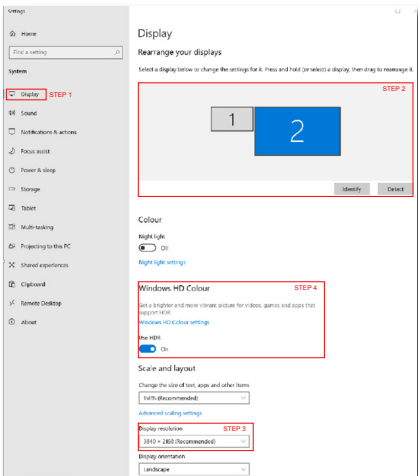 Settings
Home
Find a setting
System
Display STEP 1
Sound
Notifications & actions
Focus assist
Power & sleep
Storage
Tablet
Multi-tasking
Projecting to this PC
Shared experiences
Clipboard
Remote Desktop
About
Display
Rearrange your displays
Select a display below to change the settings for it. Press and hold (or select) a display, then drag to rearrange it.
STEP 2
1
2
Identify Detect
Colour
Night light
Off
Night light settings
Windows HD Colour STEP 4
Get a brighter and more vibrant picture for videos, games and apps that
support HDR.
Windows HD Colour settings
Use HDR
On
Scale and layout
Change the size of text, apps and other items
(Recommended)
Advanced scaling settings
Display resolution STEP 3
3840 × 2160 (Recommended)
Display orientation
Landscape